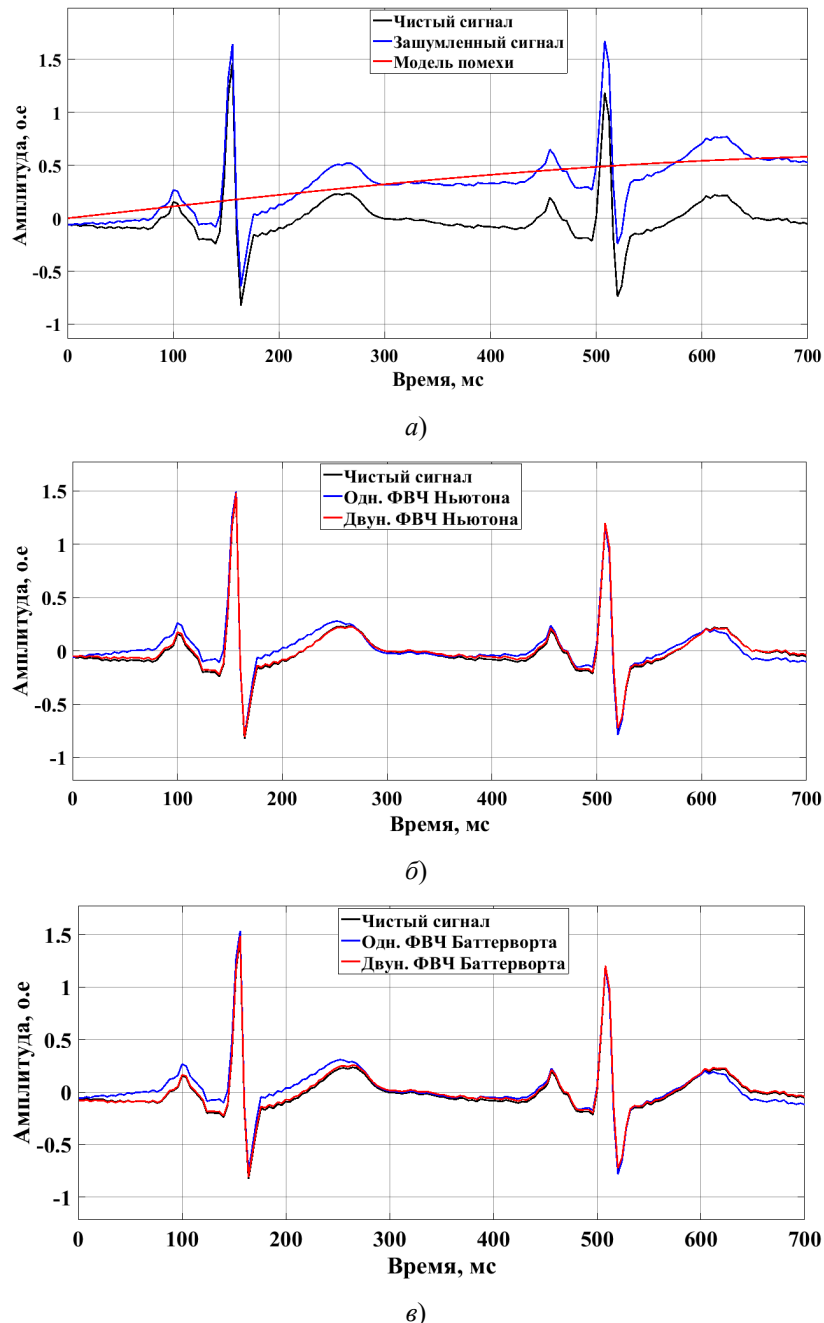 Чистый сигнал
Зашумленный сигнал
Модель помехи
Амплитуда, о.е
1.5
1
0.5
0
-0.5
-1
0 100 200 300 400 500 600 700
Время, мс
а)
Чистый сигнал
Одн. ФВЧ Ньютона
Двун. ФВЧ Ньютона
Амплитуда, о.е
1.5
1
0.5
0
-0.5
-1
0 100 200 300 400 500 600 700
Время, мс
б)
Чистый сигнал
Одн. ФВЧ Баттерворта
Двун. ФВЧ Баттерворта
Амплитуда, о.е
1.5
1
0.5
0
-0.5
-1
0 100 200 300 400 500 600 700
Время, мс
в)